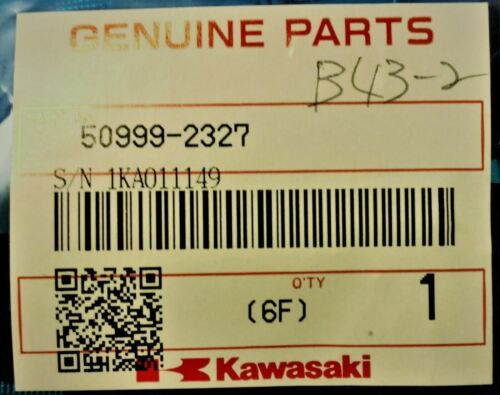 GENUINE PARTS
B43-2
50999-2327
S/N 1KA011149
Q'TY
(6F) 1
Kawasaki